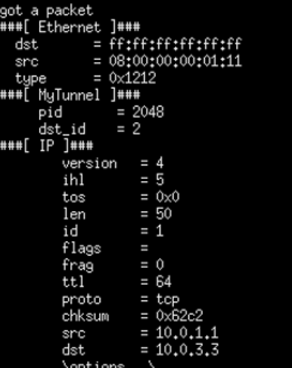 got a packet
###[ Ethernet ]###
dst = ff:ff:ff:ff:ff:ff
src = 08:00:00:00:01:11
type = 0x1212
###[ MyTunnel ]###
pid = 2048
dst_id = 2
###[ IP ]###
version = 4
ihl = 5
tos = 0x0
len = 50
id = 1
flags =
frag = 0
ttl = 64
proto = tcp
chksum = 0x62c2
src = 10.0.1.1
dst = 10.0.3.3
\options \